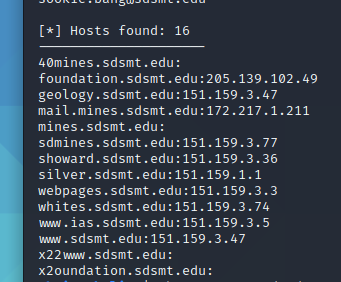 [*] Hosts found: 16
---------------------
40mines.sdsmt.edu:
foundation.sdsmt.edu:205.139.102.49
geology.sdsmt.edu:151.159.3.47
mail.mines.sdsmt.edu:172.217.1.211
mines.sdsmt.edu:
sdmines.sdsmt.edu:151.159.3.77
showard.sdsmt.edu:151.159.3.36
silver.sdsmt.edu:151.159.1.1
webpages.sdsmt.edu:151.159.3.3
whites.sdsmt.edu:151.159.3.74
www.ias.sdsmt.edu:151.159.3.5
www.sdsmt.edu:151.159.3.47
x22www.sdsmt.edu:
x2oundation.sdsmt.edu: